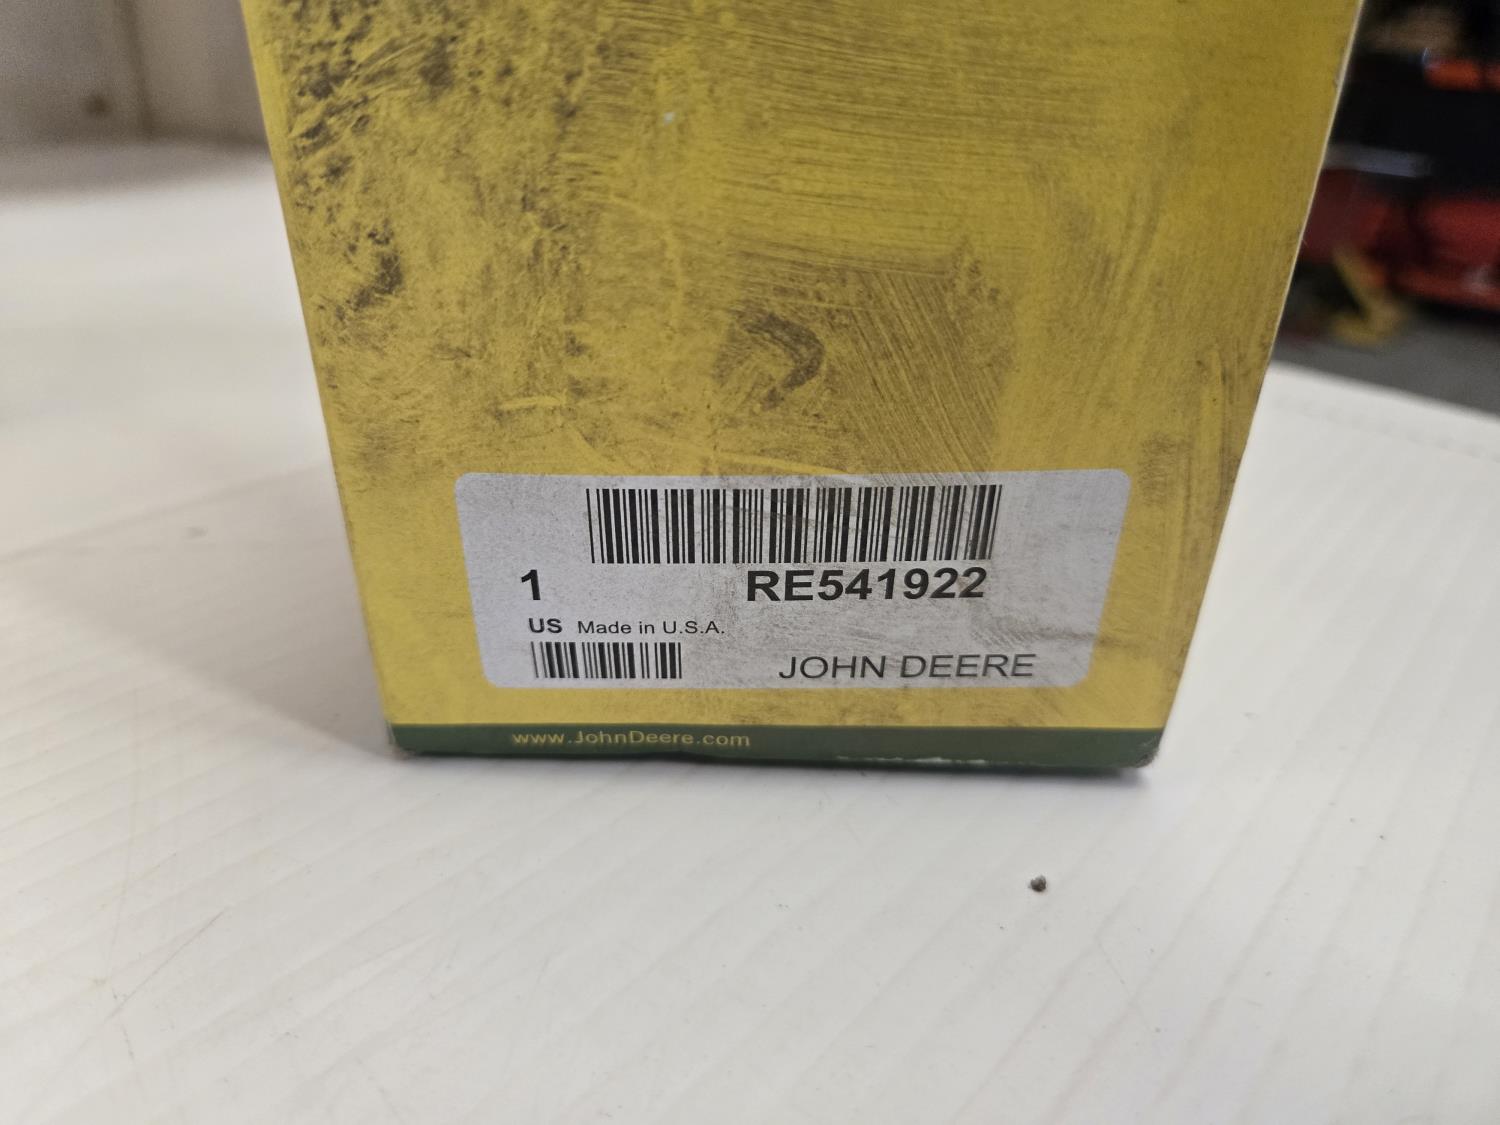 1 RE541922
US Made in U.S.A.
JOHN DEERE
www.JohnDeere.com